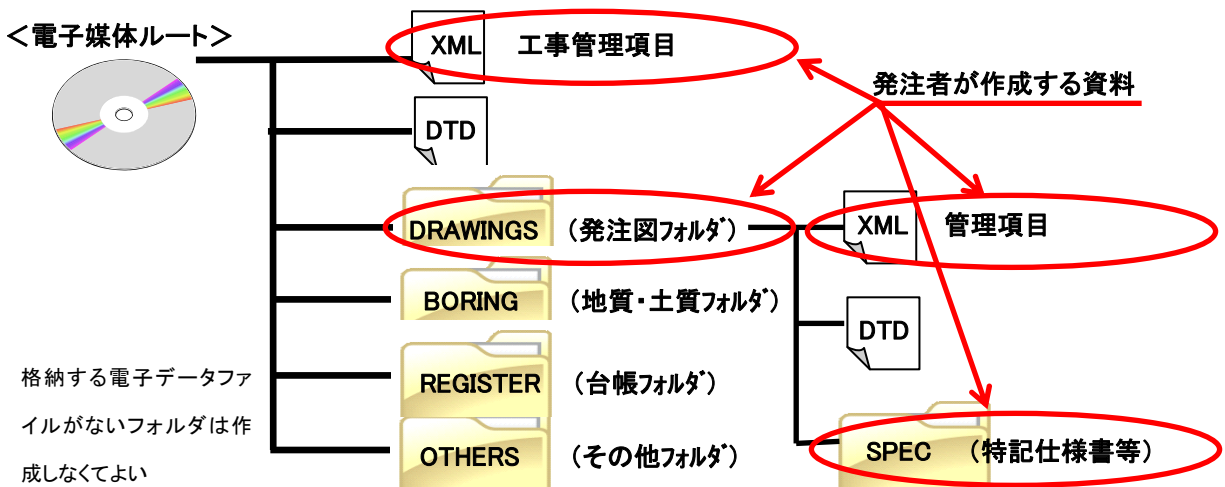 ＜電子媒体ルート＞
XML 工事管理項目
発注者が作成する資料
DTD
DRAWINGS （発注図ﾌｫﾙﾀﾞ）
XML 管理項目
BORING （地質・土質ﾌｫﾙﾀﾞ）
DTD
REGISTER （台帳ﾌｫﾙﾀﾞ）
OTHERS （その他ﾌｫﾙﾀﾞ）
SPEC （特記仕様書等）
格納する電子データファ
イルがないフォルダは作
成しなくてよい